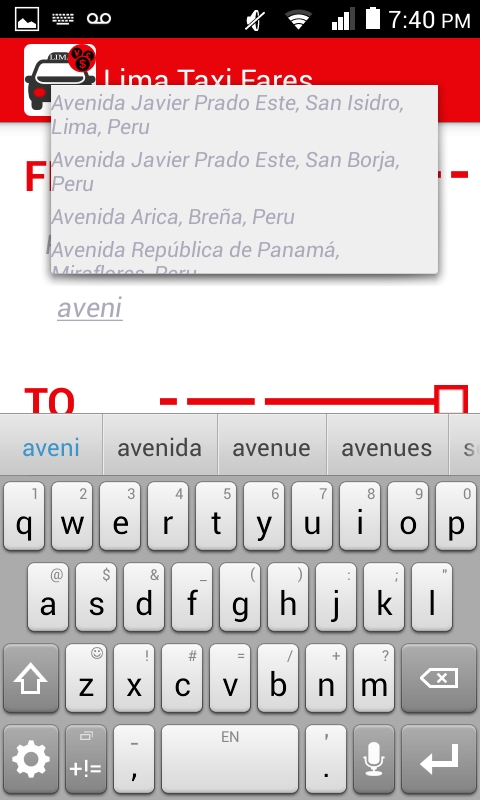 7:40 PM
LIMA
Lima Taxi Fares
Avenida Javier Prado Este, San Isidro,
Lima, Peru
Avenida Javier Prado Este, San Borja,
Peru
Avenida Arica, Breña, Peru
Avenida República de Panamá,
Miraflores, Peru
aveni
TO
aveni avenida avenue avenues
1 2 3 4 5 6 7 8 9 0
q w e r t y u i o p
@ $ & _ ( ) : ; "
a s d f g h j k l
! # = / + ?
z x c v b n m
EN
+!= , .